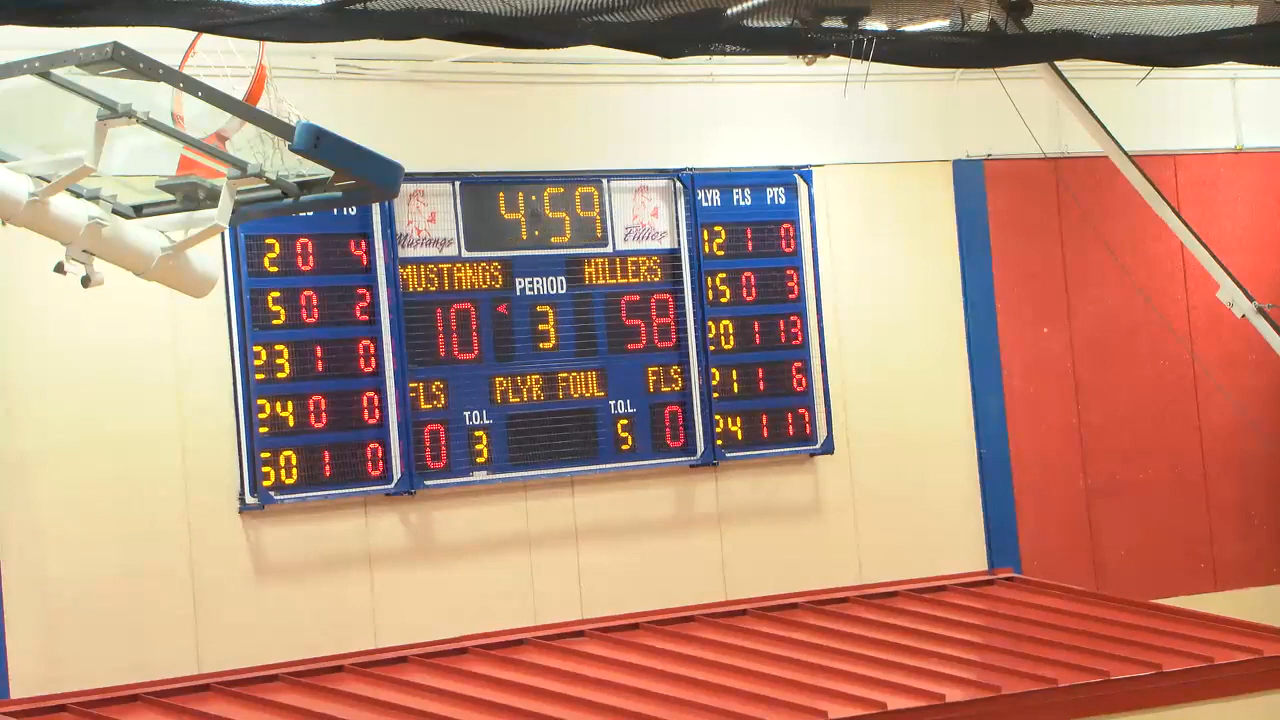 PTS
2 0 4
5 0 2
23 1 0
24 0 0
50 1 0
Mustangs
4:59
Fillies
MUSTANGS
PERIOD
HILLERS
10
3
58
FLS
PLYR FOUL
FLS
T.O.L.
T.O.L.
0
3
5
0
PLYR FLS PTS
12 1 0
15 0 3
20 1 13
21 1 6
24 1 17